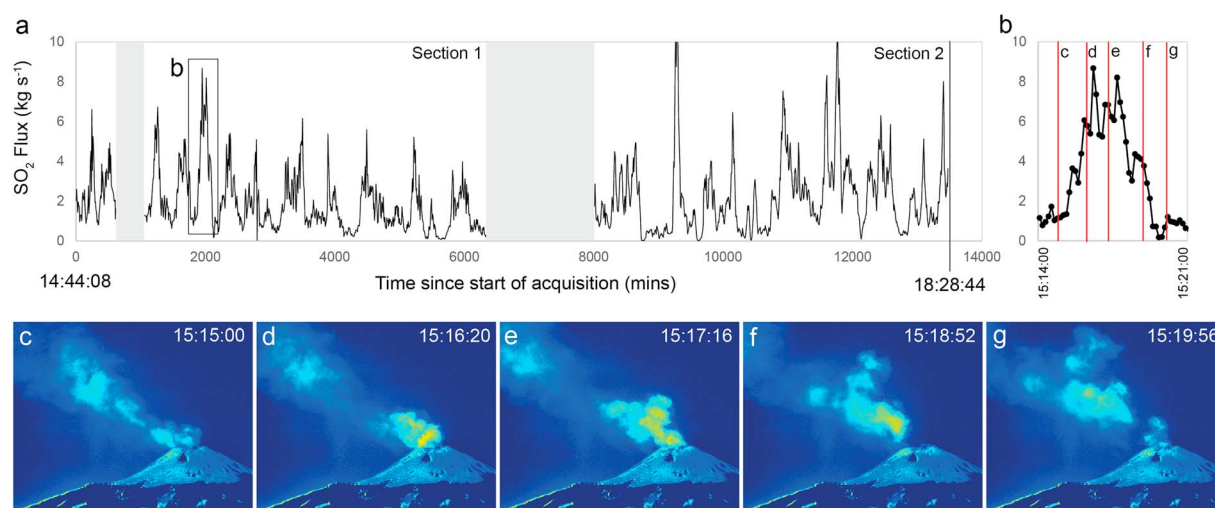 a
b
10
8
6
4
2
0
SO2 Flux (kg s-1)
b
Section 1
Section 2
0
2000
4000
6000
8000
10000
12000
14000
14:44:08
Time since start of acquisition (mins)
18:28:44
10
8
6
4
2
0
c d e f g
15:14:00
15:21:00
c 15:15:00
d 15:16:20
e 15:17:16
f 15:18:52
g 15:19:56